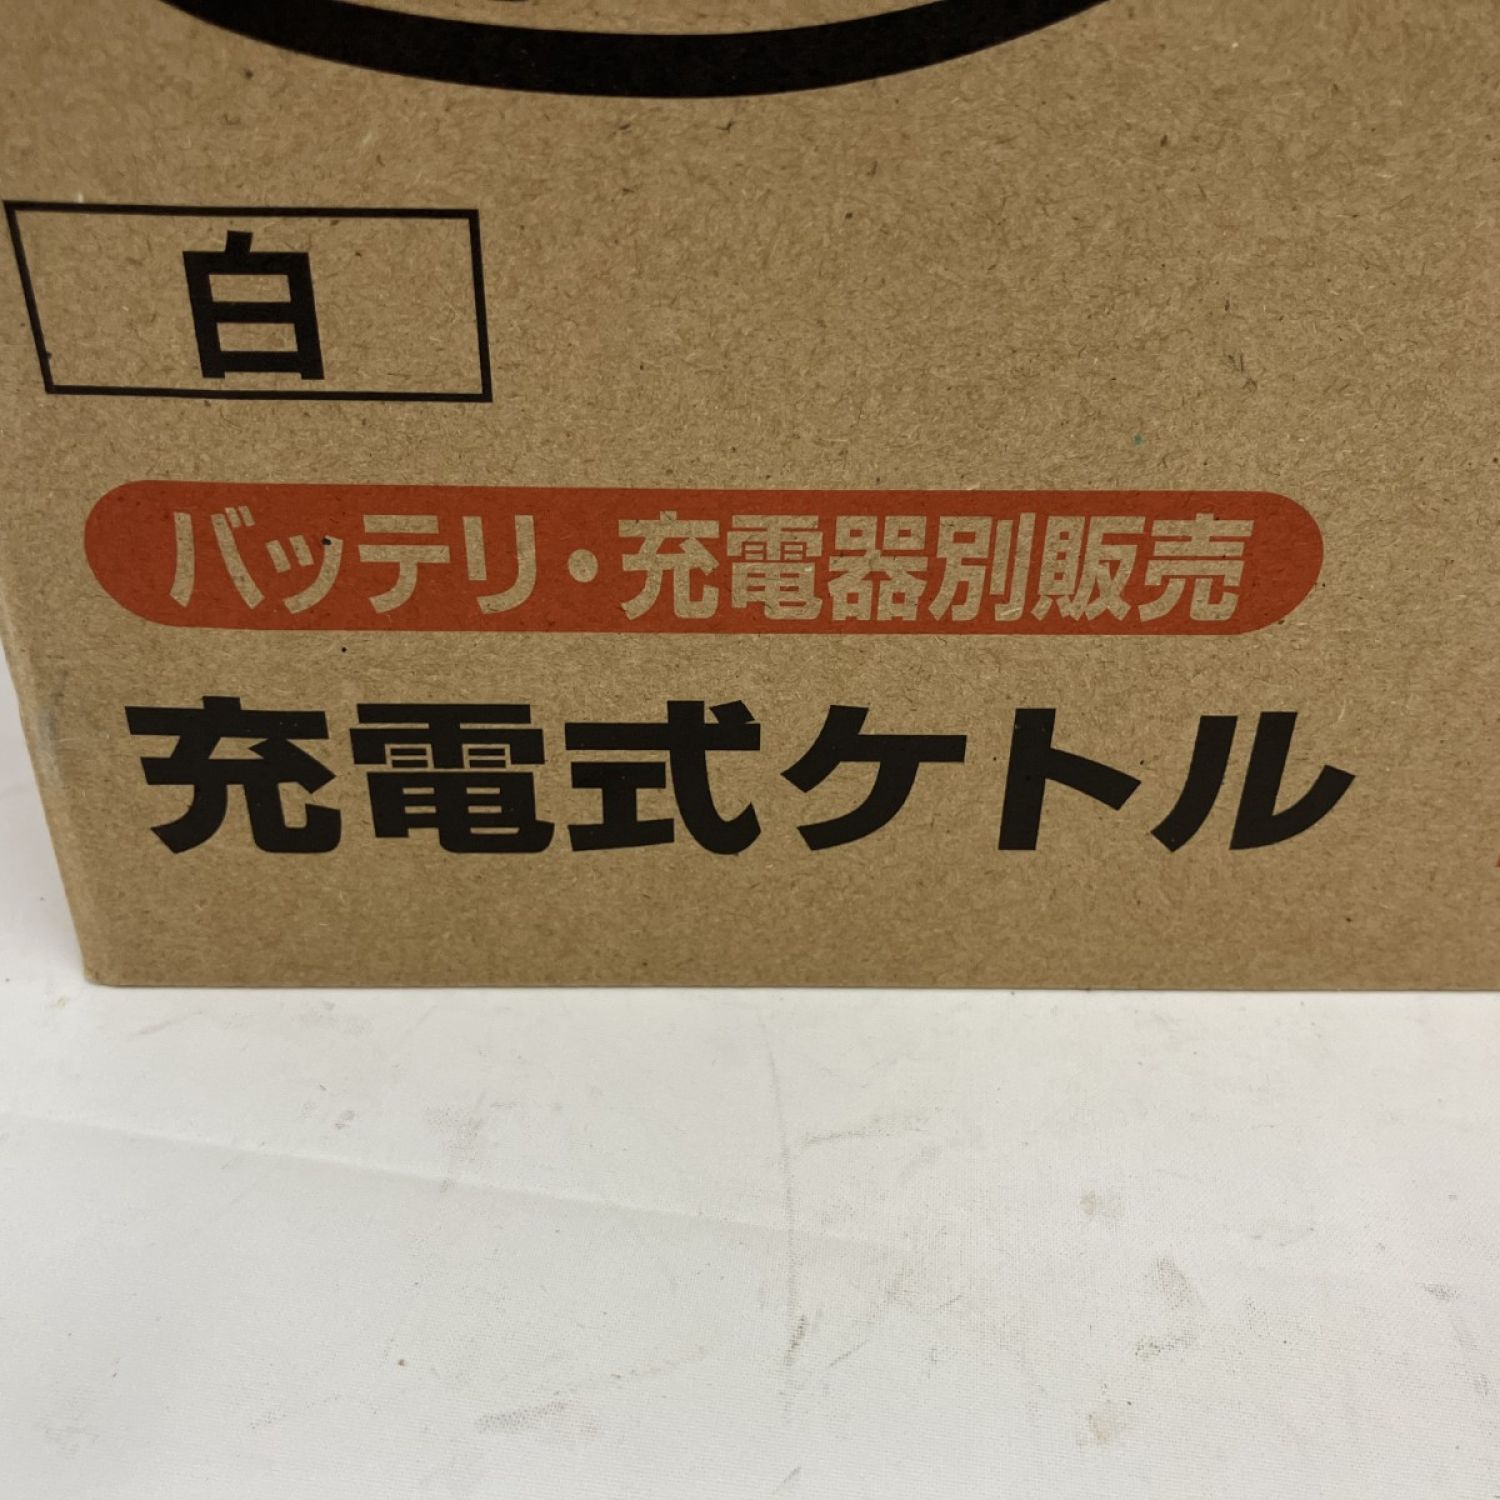 白
バッテリ・充電器別販売
充電式ケトル